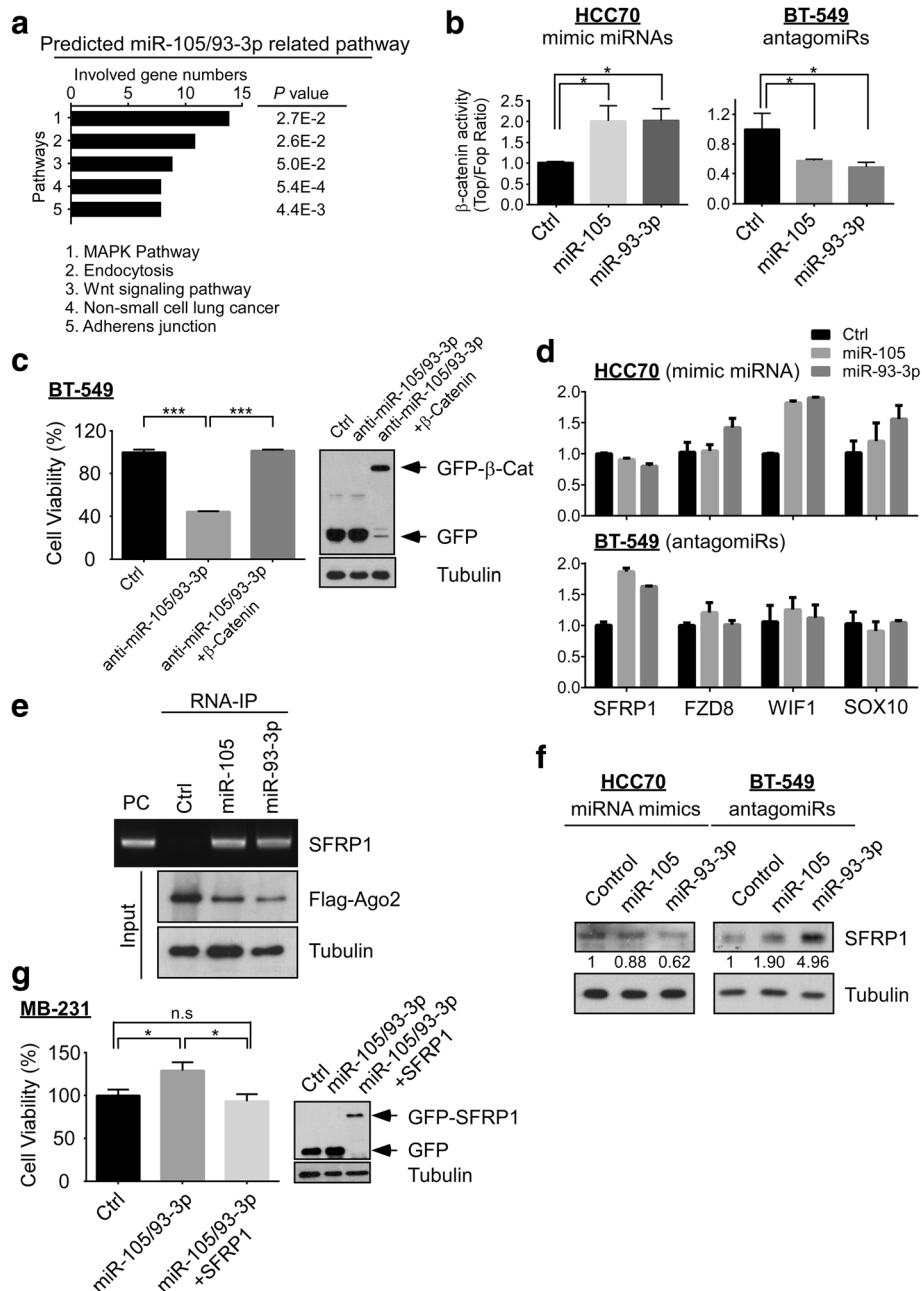 a
Predicted miR-105/93-3p related pathway
Involved gene numbers
0 5 10 15
P value
Pathways
1 2.7E-2
2 2.6E-2
3 5.0E-2
4 5.4E-4
5 4.4E-3
1. MAPK Pathway
2. Endocytosis
3. Wnt signaling pathway
4. Non-small cell lung cancer
5. Adherens junction
b
HCC70
mimic miRNAs
β-catenin activity
(Top/Fop Ratio)
2.5
2.0
1.5
1.0
0.5
0.0
* *
Ctrl
miR-105
miR-93-3p
BT-549
antagomiRs
1.2
0.8
0.4
0.0
* *
Ctrl
miR-105
miR-93-3p
c
BT-549
Cell Viability (%)
120
80
40
0
*** ***
Ctrl
anti-miR-105/93-3p
anti-miR-105/93-3p
+β-Catenin
Ctrl
anti-miR-105/93-3p
anti-miR-105/93-3p
+β-Catenin
GFP-β-Cat
GFP
Tubulin
d
Ctrl
miR-105
miR-93-3p
HCC70 (mimic miRNA)
2.0
1.5
1.0
0.5
0.0
BT-549 (antagomiRs)
2.0
1.5
1.0
0.5
0.0
SFRP1 FZD8 WIF1 SOX10
e
RNA-IP
PC
Ctrl
miR-105
miR-93-3p
SFRP1
Input
Flag-Ago2
Tubulin
f
HCC70
miRNA mimics
BT-549
antagomiRs
Control
miR-105
miR-93-3p
Control
miR-105
miR-93-3p
SFRP1
1 0.88 0.62 1 1.90 4.96
Tubulin
g
MB-231
Cell Viability (%)
150
100
50
0
n.s
* *
Ctrl
miR-105/93-3p
miR-105/93-3p
+SFRP1
Ctrl
miR-105/93-3p
miR-105/93-3p
+SFRP1
GFP-SFRP1
GFP
Tubulin